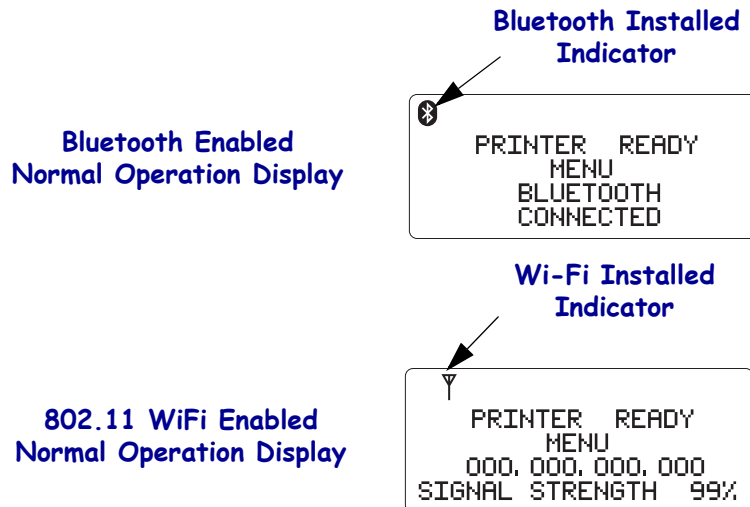 Bluetooth Installed
Indicator
Bluetooth Enabled
Normal Operation Display
PRINTER READY
MENU
BLUETOOTH
CONNECTED
Wi-Fi Installed
Indicator
802.11 WiFi Enabled
Normal Operation Display
PRINTER READY
MENU
000. 000. 000. 000
SIGNAL STRENGTH 99%